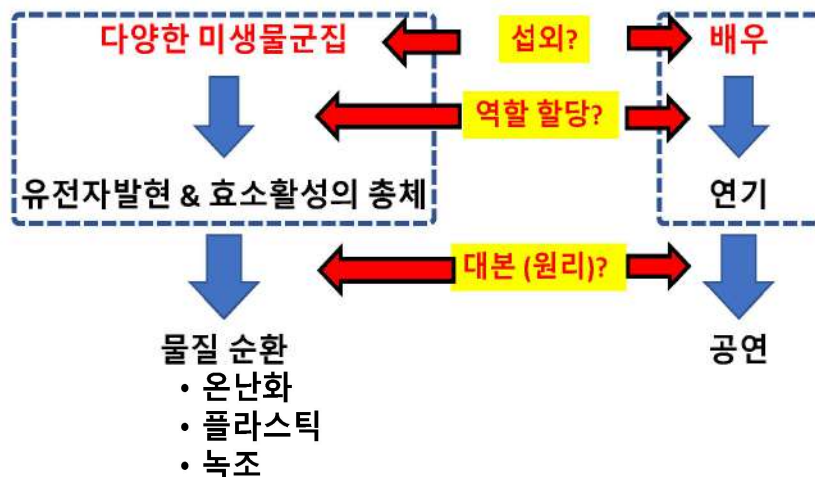 다양한 미생물군집 섭외? 배우
역할 할당?
유전자발현 & 효소활성의 총체 연기
대본 (원리)?
물질 순환 공연
• 온난화
• 플라스틱
• 녹조